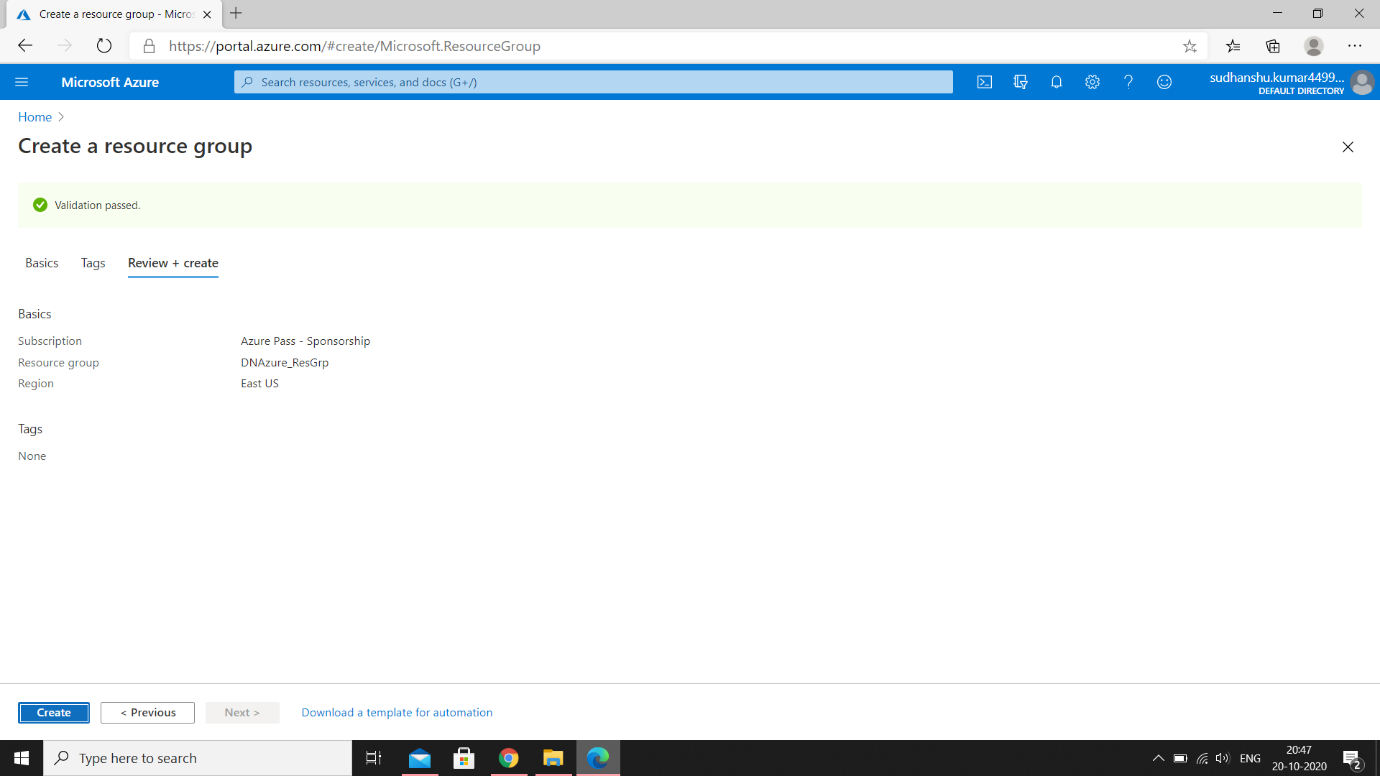 Create a resource group - Micros
https://portal.azure.com/#create/Microsoft.ResourceGroup
Microsoft Azure
Search resources, services, and docs (G+/)
sudhanshu.kumar4499...
DEFAULT DIRECTORY
Home >
Create a resource group
Validation passed.
Basics Tags Review + create
Basics
Subscription Azure Pass - Sponsorship
Resource group DNAzure_ResGrp
Region East US
Tags
None
Create < Previous Next > Download a template for automation
Type here to search
ENG
20:47
20-10-2020
2